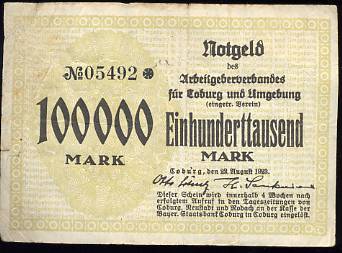 Notgeld
des
Arbeitgeberverbandes
für Coburg und Umgebung
(eingetr. Verein)
№05492
100000
MARK
Einhunderttausend
MARK
Coburg, den 23. August 1923.
Dieser Schein wird innerhalb 4 Wochen nach
erfolgtem Aufruf in den Tageszeitungen von
Coburg, Neustadt und Rodach an der Kasse der
Bayer. Staatsbank Coburg in Coburg eingelöst.